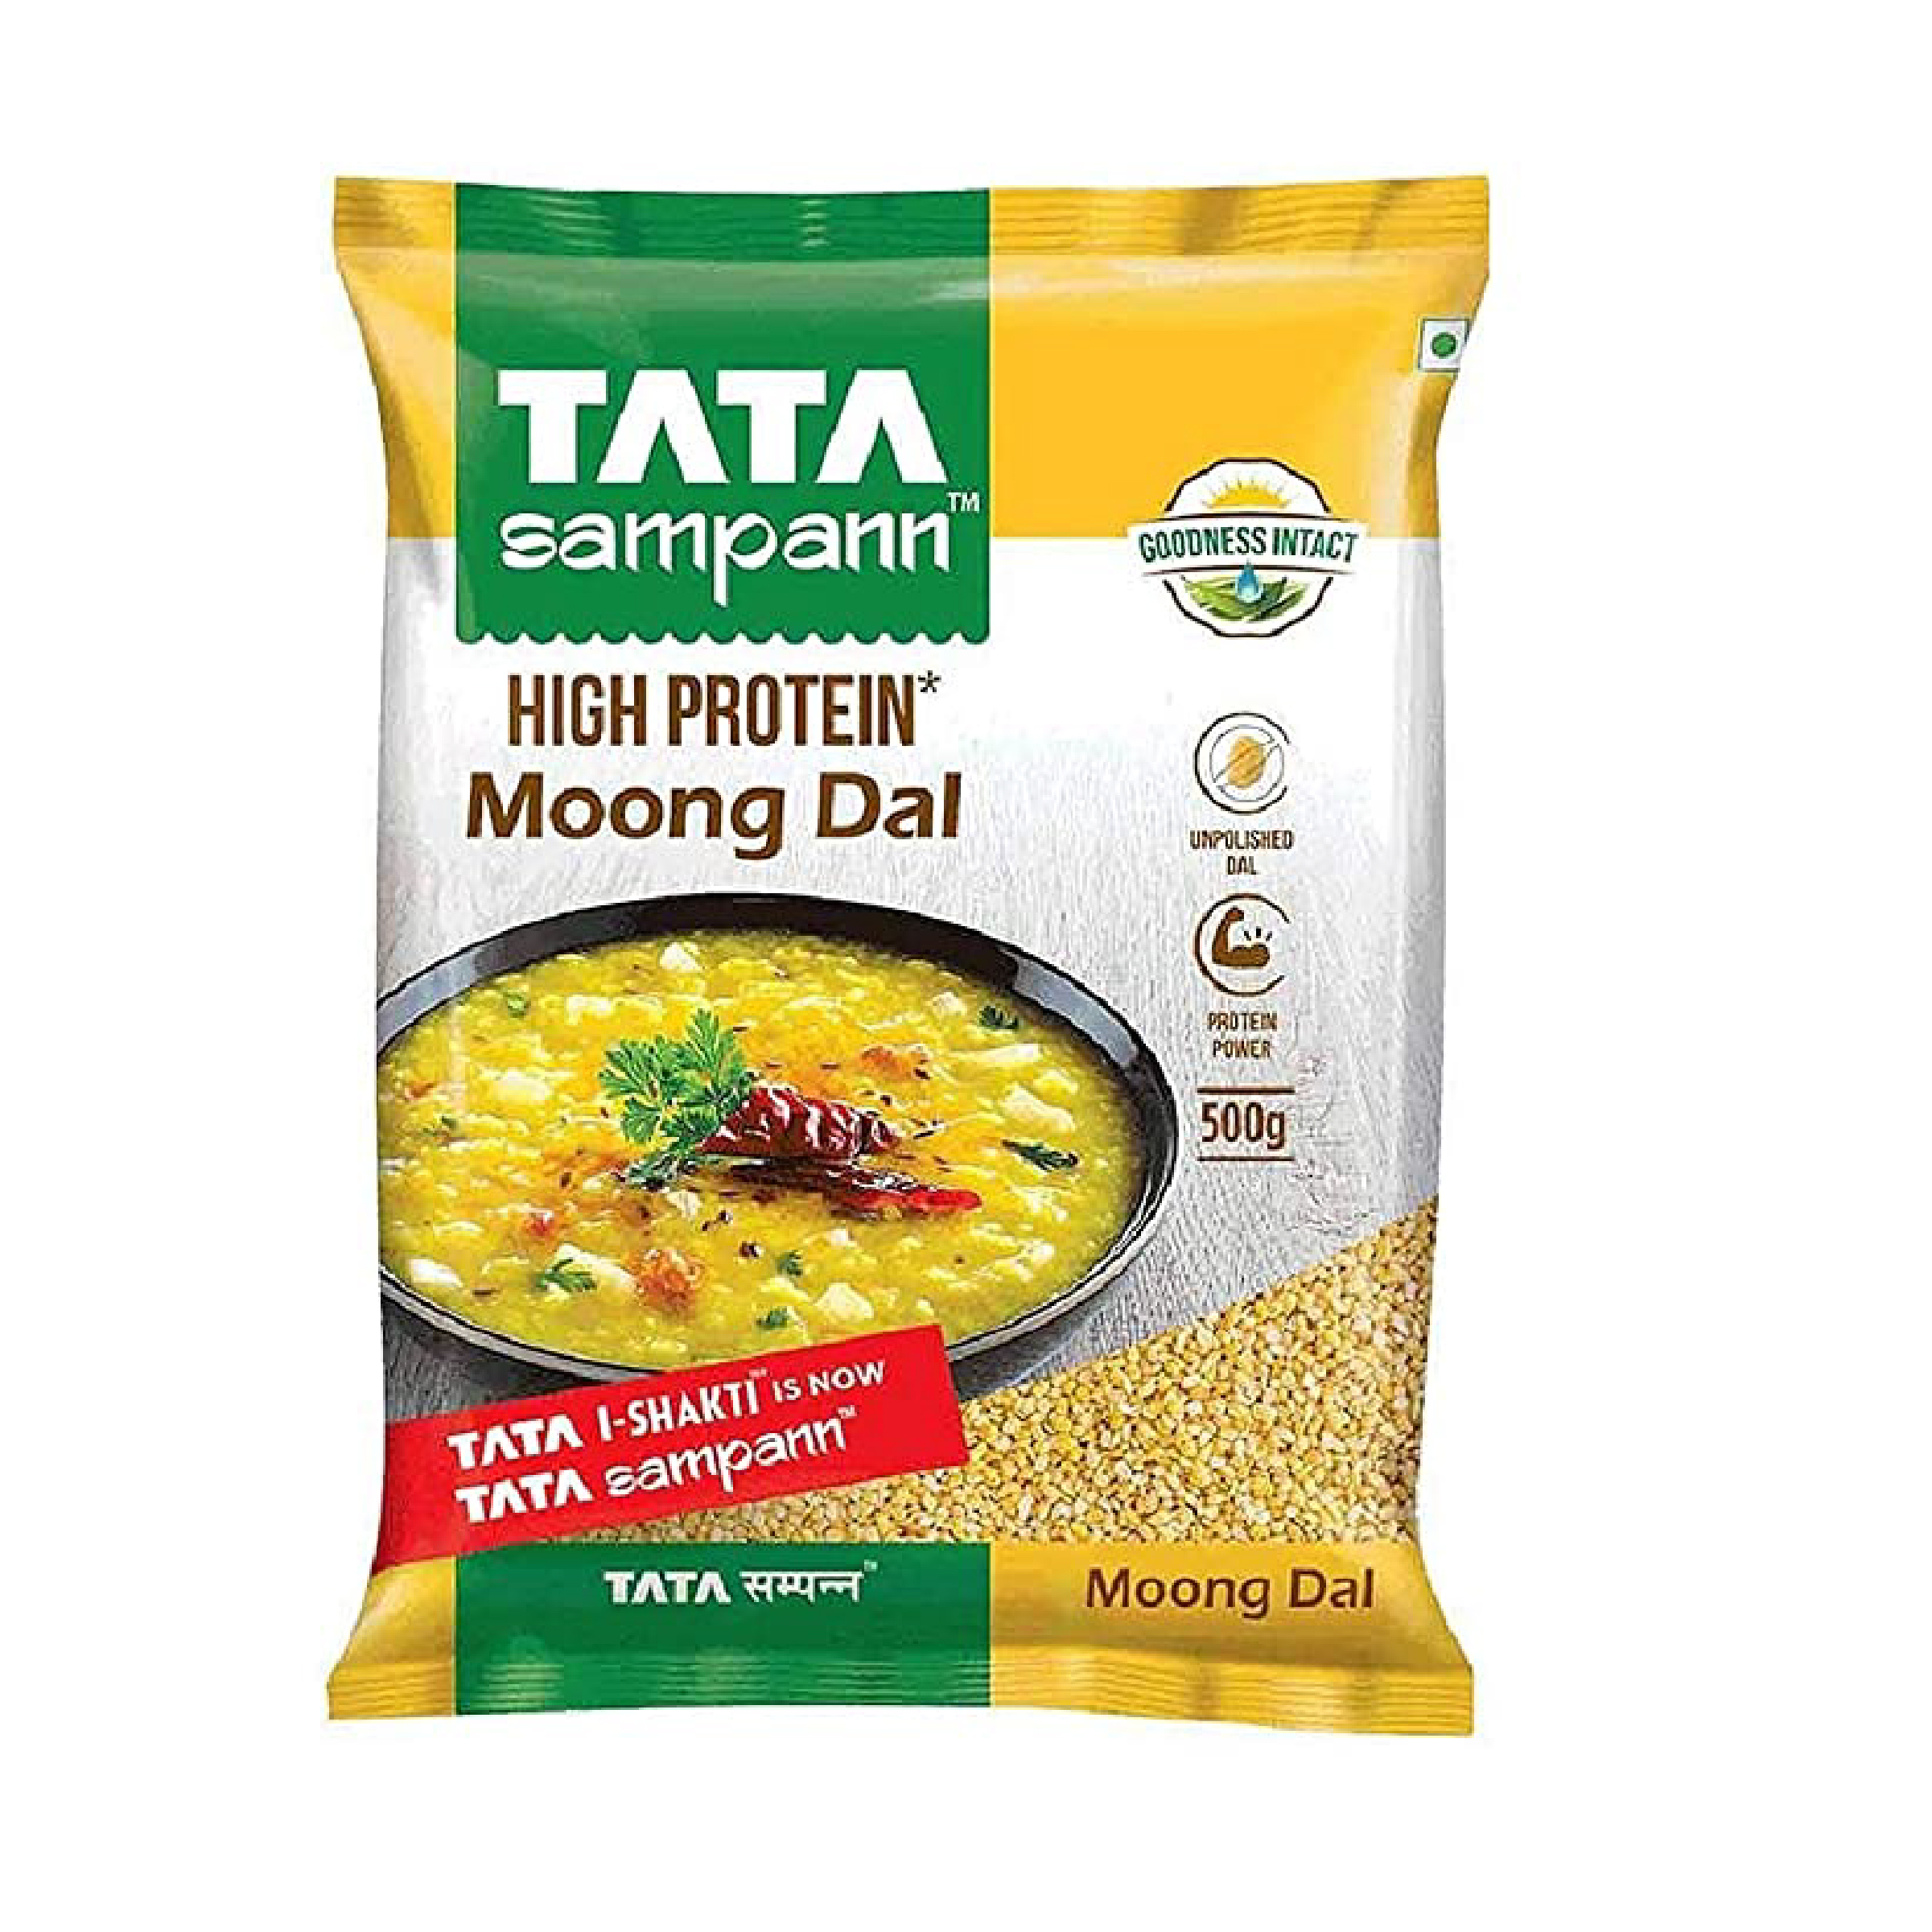 TATA
sampann™
GOODNESS INTACT
HIGH PROTEIN*
Moong Dal
UNPOLISHED
DAL
PROTEIN
POWER
500g
TATA I-SHAKTI™ IS NOW
TATA sampann™
TATA सम्पन्न™
Moong Dal